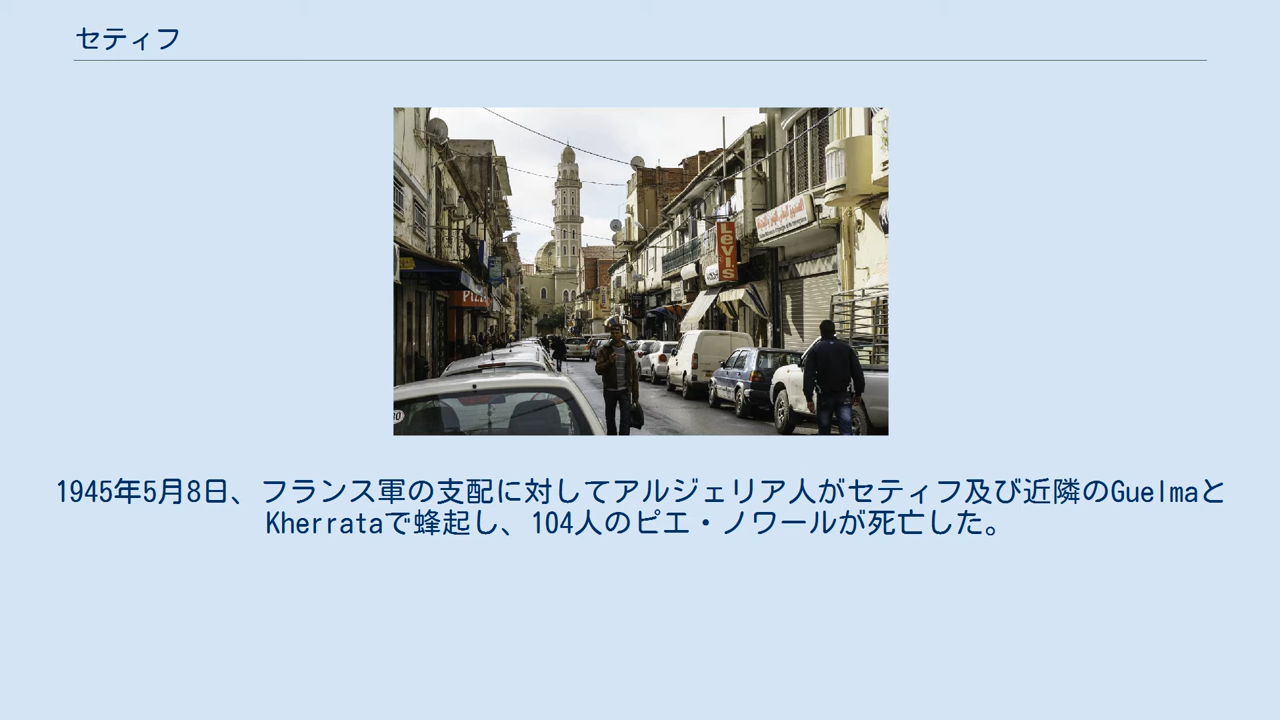 セティフ
PIZZ
Levi's
1945年5月8日、フランス軍の支配に対してアルジェリア人がセティフ及び近隣のGuelmaと
Kherrataで蜂起し、104人のピエ・ノワールが死亡した。